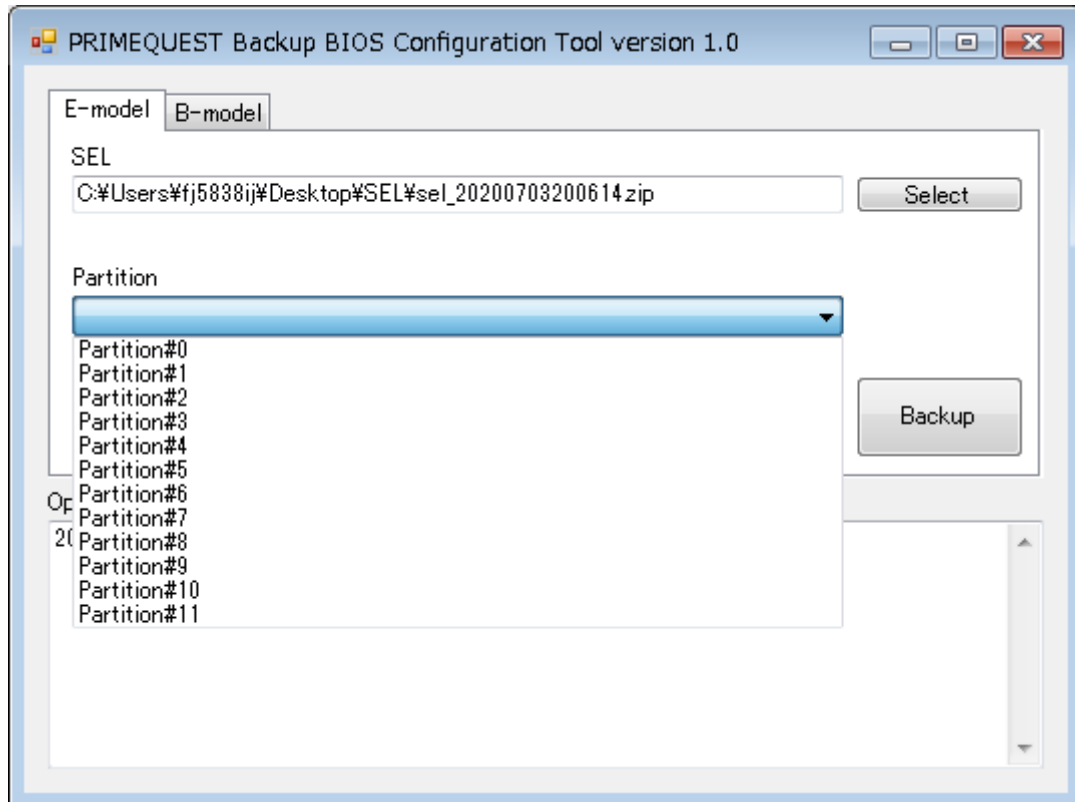 PRIMEQUEST Backup BIOS Configuration Tool version 1.0
E-model B-model
SEL
C:¥Users¥fj5838ij¥Desktop¥SEL¥sel_20200703200614.zip Select
Partition
Partition#0
Partition#1
Partition#2
Partition#3
Partition#4
Partition#5
Partition#6
Partition#7
Partition#8
Partition#9
Partition#10
Partition#11
Backup